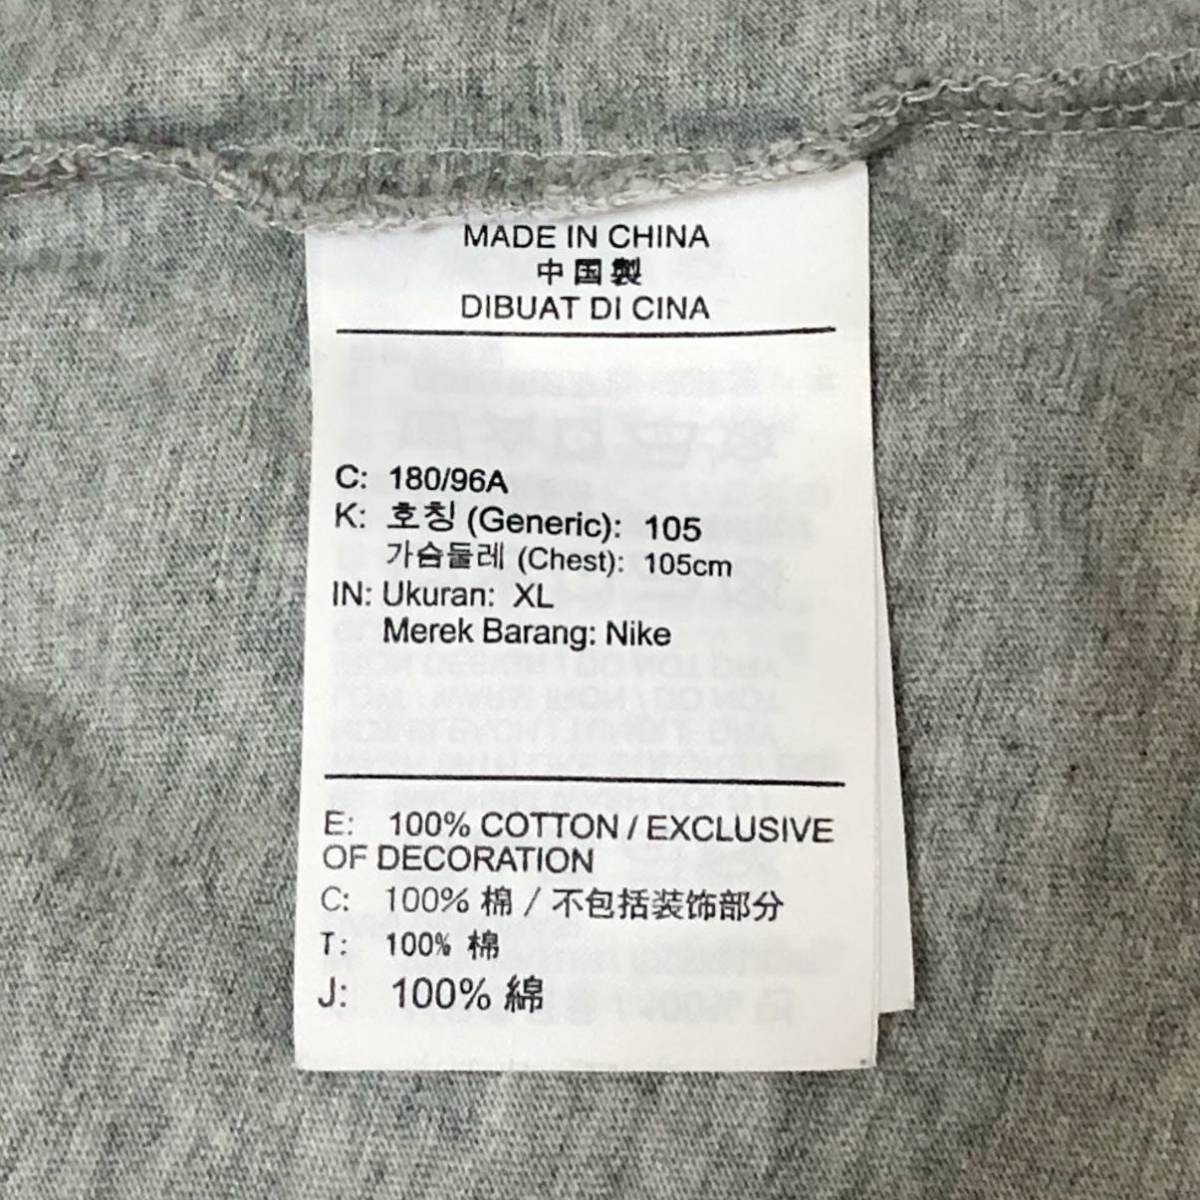 MADE IN CHINA
中国製
DIBUAT DI CINA
C: 180/96A
K: 호칭 (Generic): 105
가슴둘레 (Chest): 105cm
IN: Ukuran: XL
Merek Barang: Nike
E: 100% COTTON / EXCLUSIVE
OF DECORATION
C: 100% 棉 / 不包括装饰部分
T: 100% 棉
J: 100% 綿